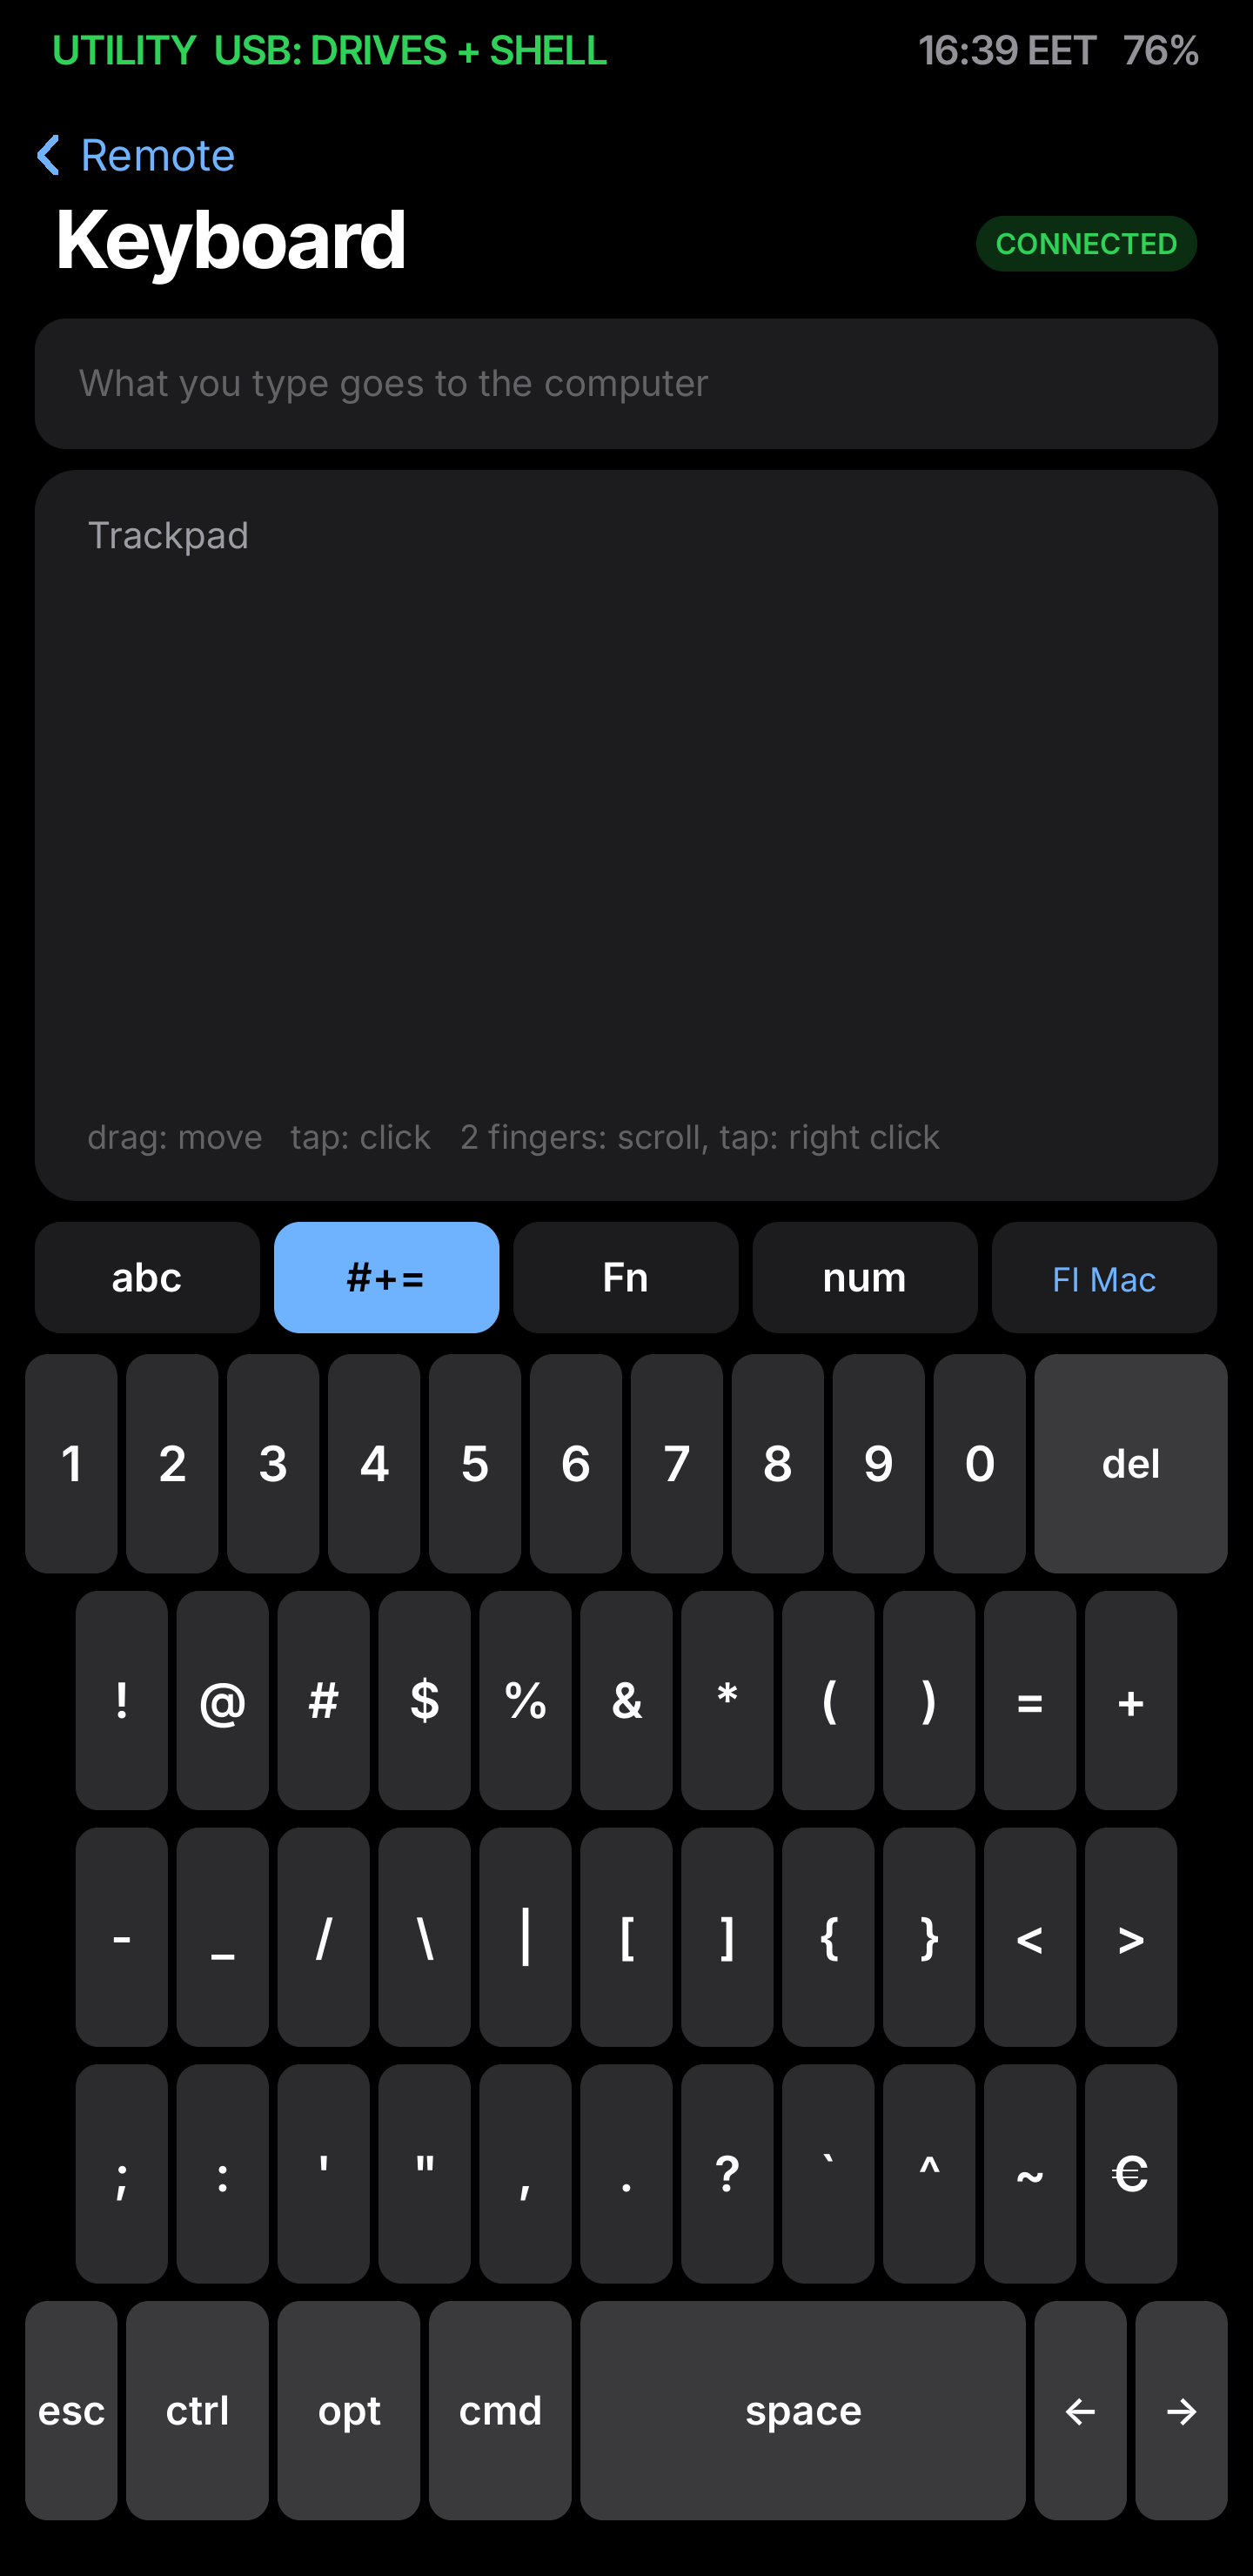 UTILITY USB: DRIVES + SHELL 16:39 EET 76%
Remote
Keyboard CONNECTED
What you type goes to the computer
Trackpad
drag: move tap: click 2 fingers: scroll, tap: right click
abc #+= Fn num FI Mac
1 2 3 4 5 6 7 8 9 0 del
! @ # $ % & * ( ) = +
- _ / \ | [ ] { } < >
; : ' " , . ? ` ^ ~ €
esc ctrl opt cmd space ← →